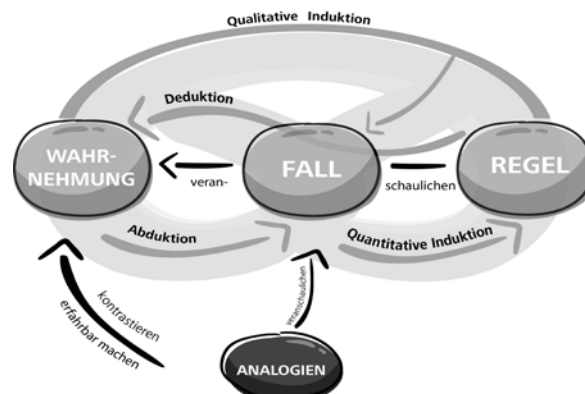 Qualitative Induktion
Deduktion
WAHR-
NEHMUNG
FALL
REGEL
veran-
schaulichen
Abduktion
Quantitative Induktion
veranschaulichen
kontrastieren
erfahrbar machen
ANALOGIEN